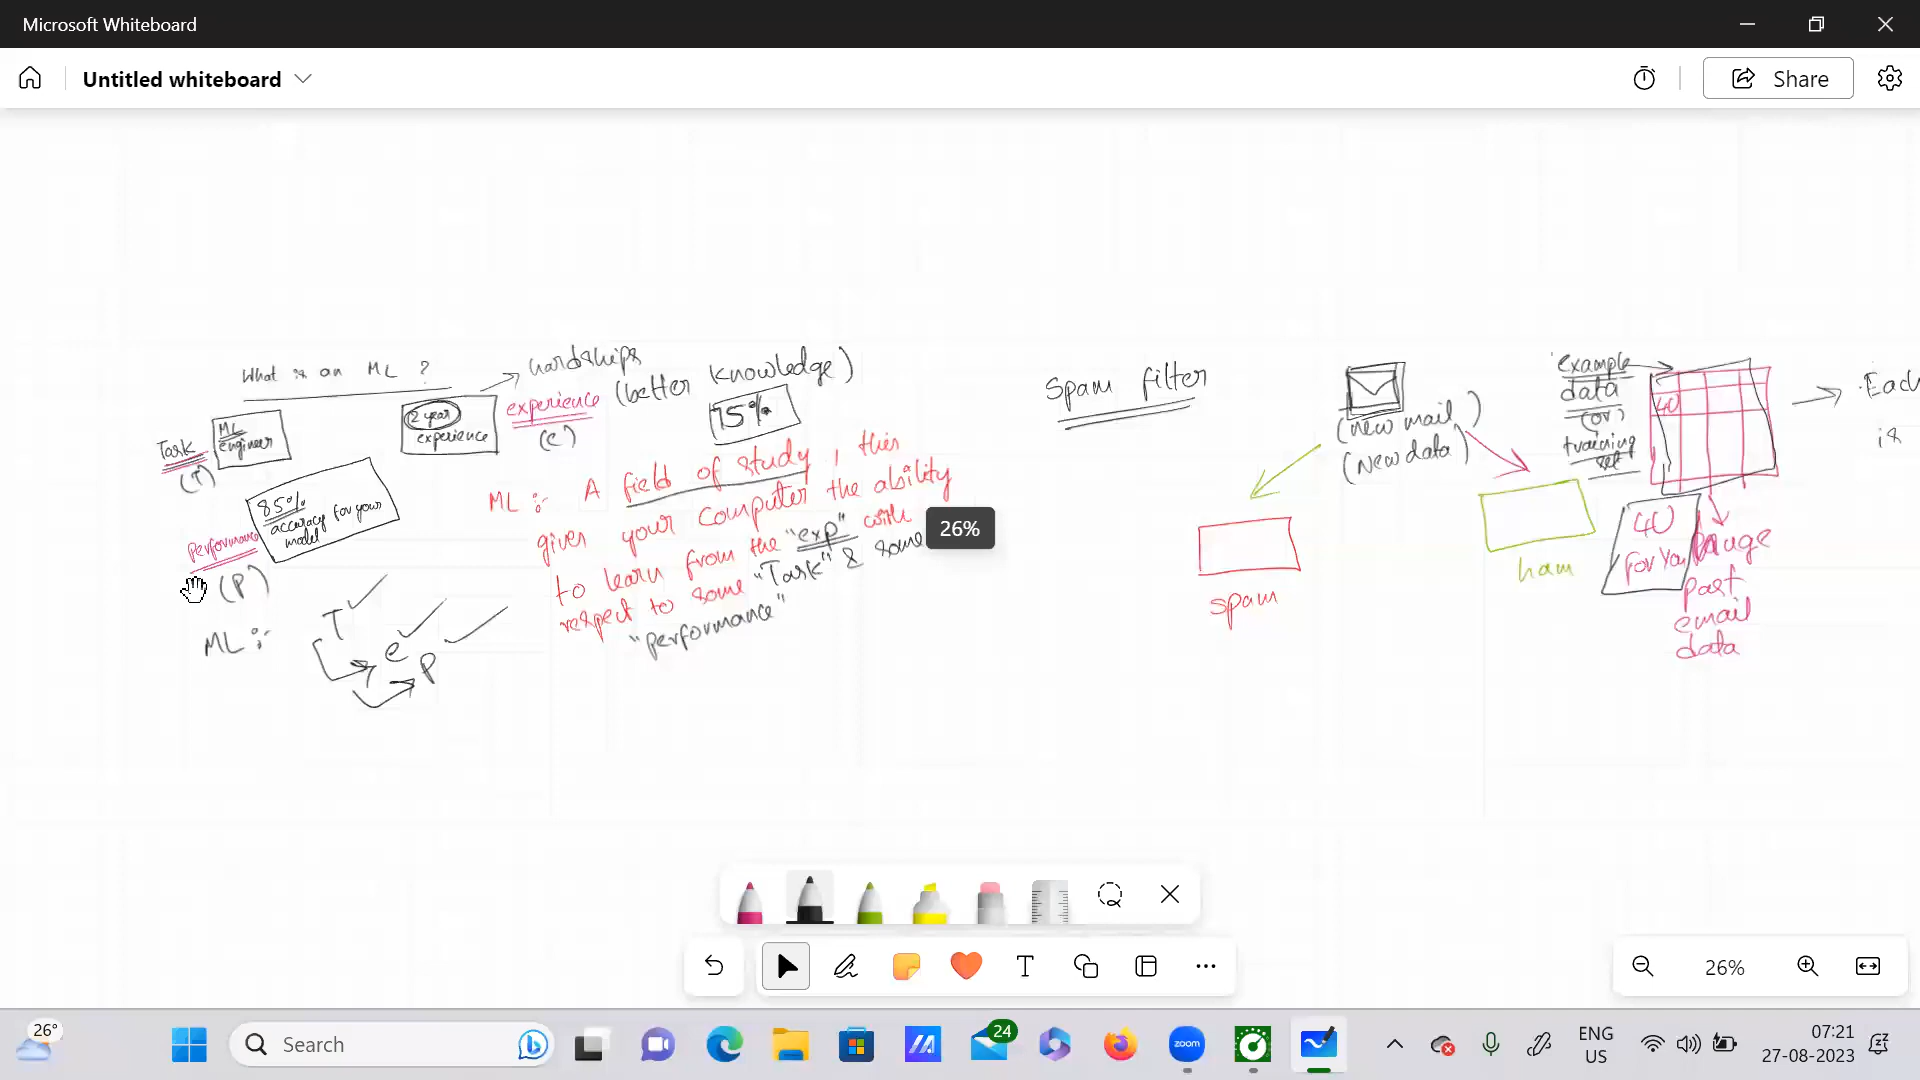 Microsoft Whiteboard
Untitled whiteboard
Share
What is an ML ?
hardships
(better knowledge)
Task
(T)
ML
engineer
2 year
experience
experience
(e)
75%
85%
accuracy for your
model
performance
(P)
ML :-
T
e
P
ML :- A field of study, this
gives your computer the ability
to learn from the "exp" with
respect to some "Task" & some
"performance"
26%
Spam filter
(new mail)
(new data)
spam
ham
example
data
(or)
training
set
40
40
for you
huge
past
email
data
Each
is
26%
26°
Search
24
zoom
ENG
US
07:21
27-08-2023